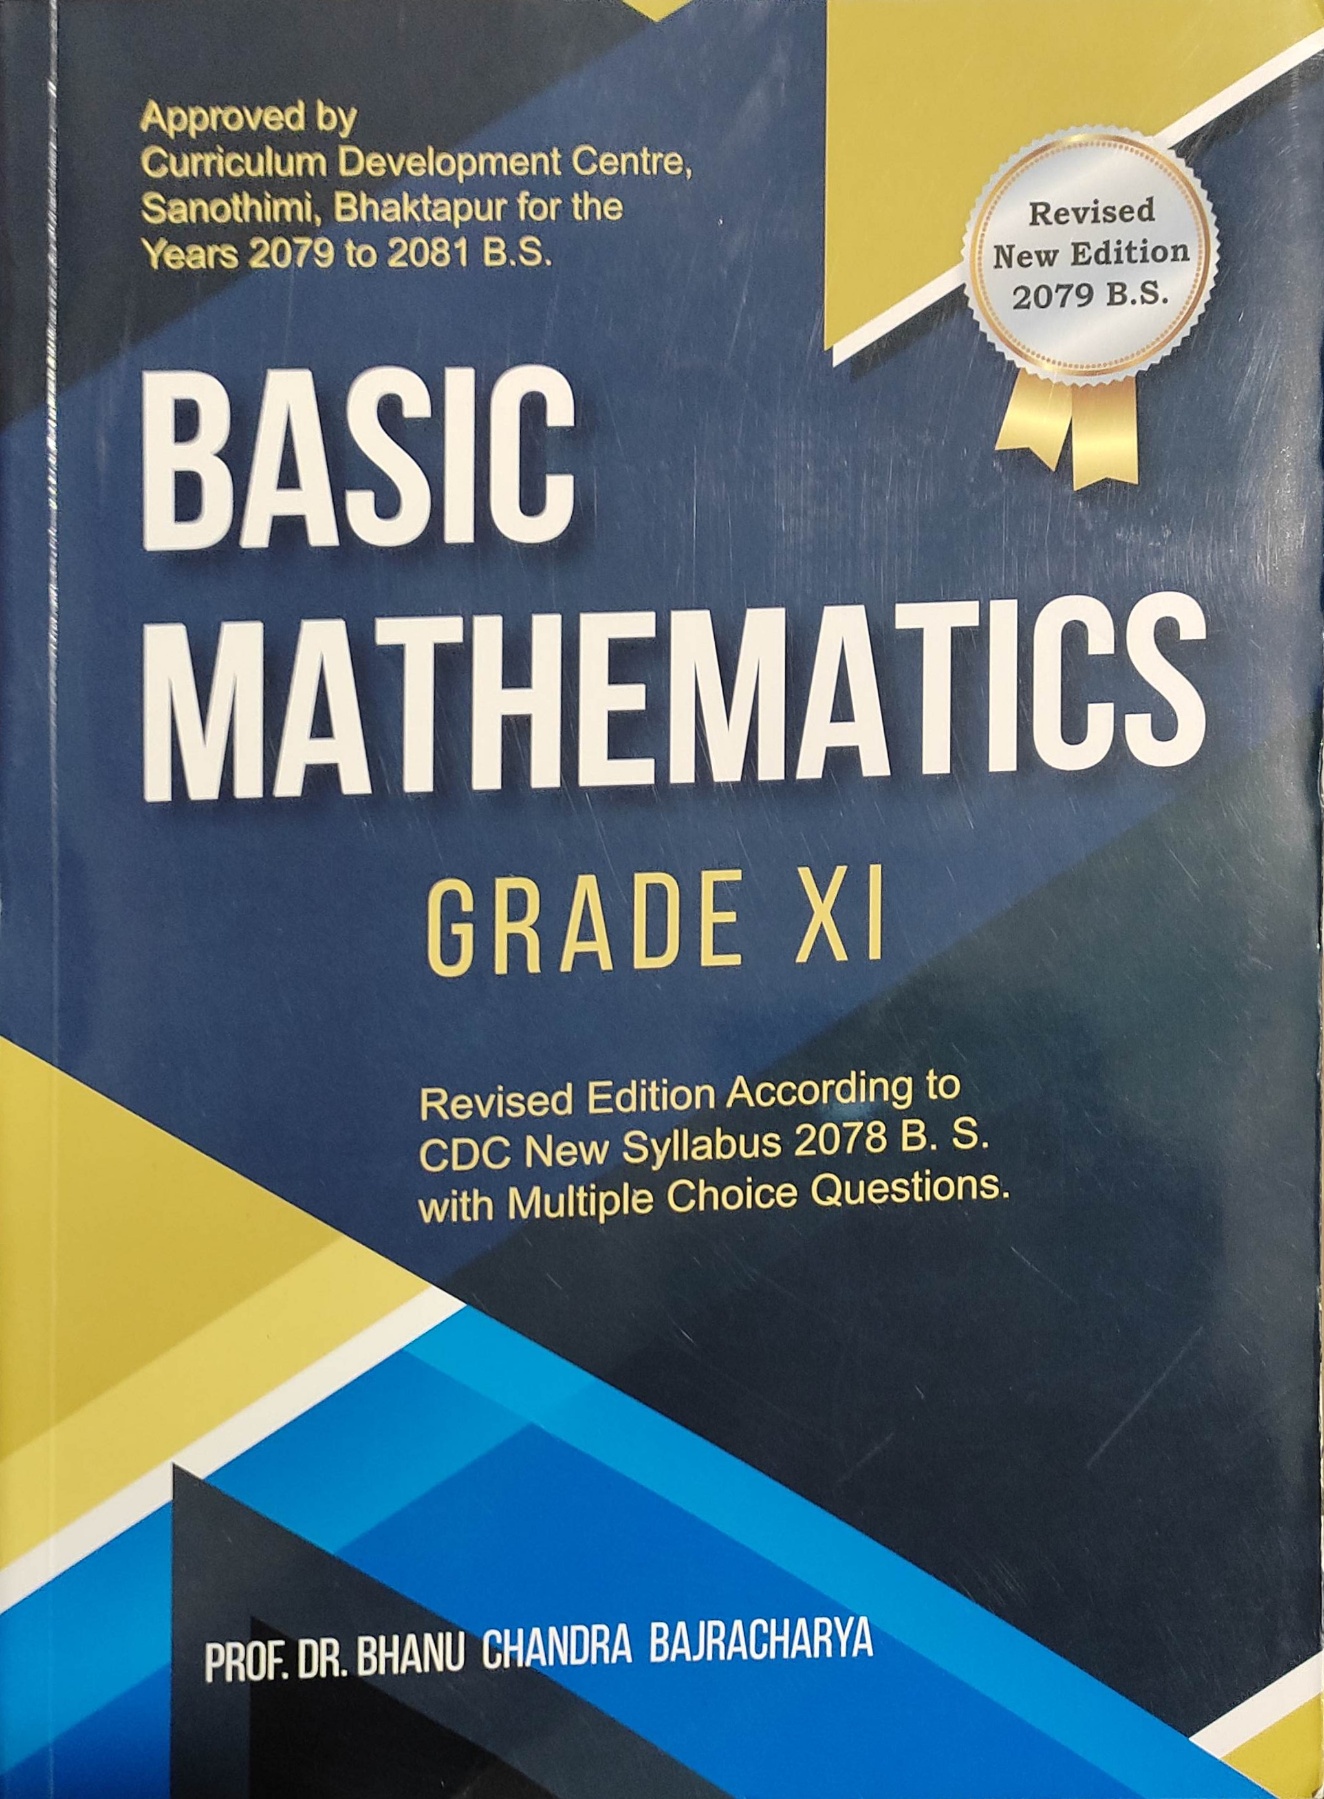 Approved by
Curriculum Development Centre,
Sanothimi, Bhaktapur for the
Years 2079 to 2081 B.S.
Revised
New Edition
2079 B.S.
BASIC
MATHEMATICS
GRADE XI
Revised Edition According to
CDC New Syllabus 2078 B. S.
with Multiple Choice Questions.
PROF. DR. BHANU CHANDRA BAJRACHARYA